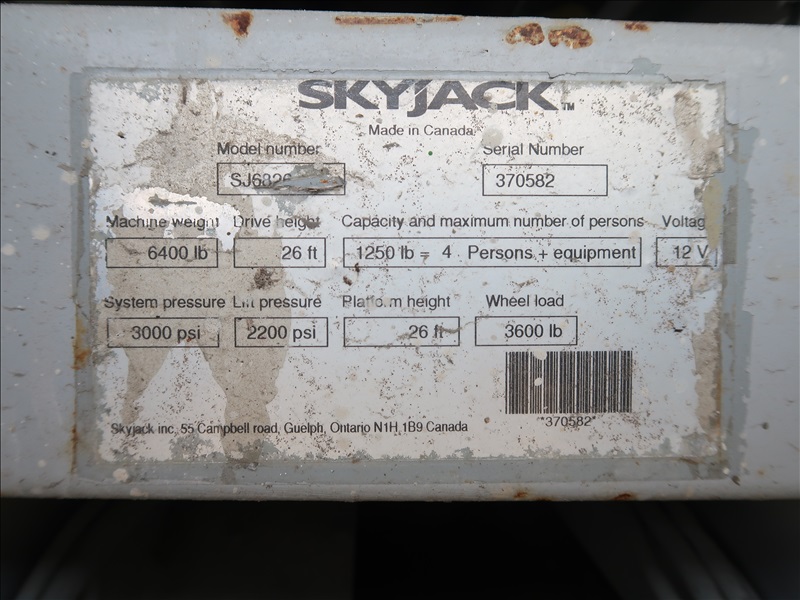 SKYJACK™
Made in Canada
Model number Serial Number
SJ6826 370582
Machine weight Drive height Capacity and maximum number of persons Voltag
6400 lb 26 ft 1250 lb = 4 Persons + equipment 12 V
System pressure Lift pressure Platform height Wheel load
3000 psi 2200 psi 26 ft 3600 lb
*370582*
Skyjack inc. 55 Campbell road, Guelph, Ontario N1H 1B9 Canada